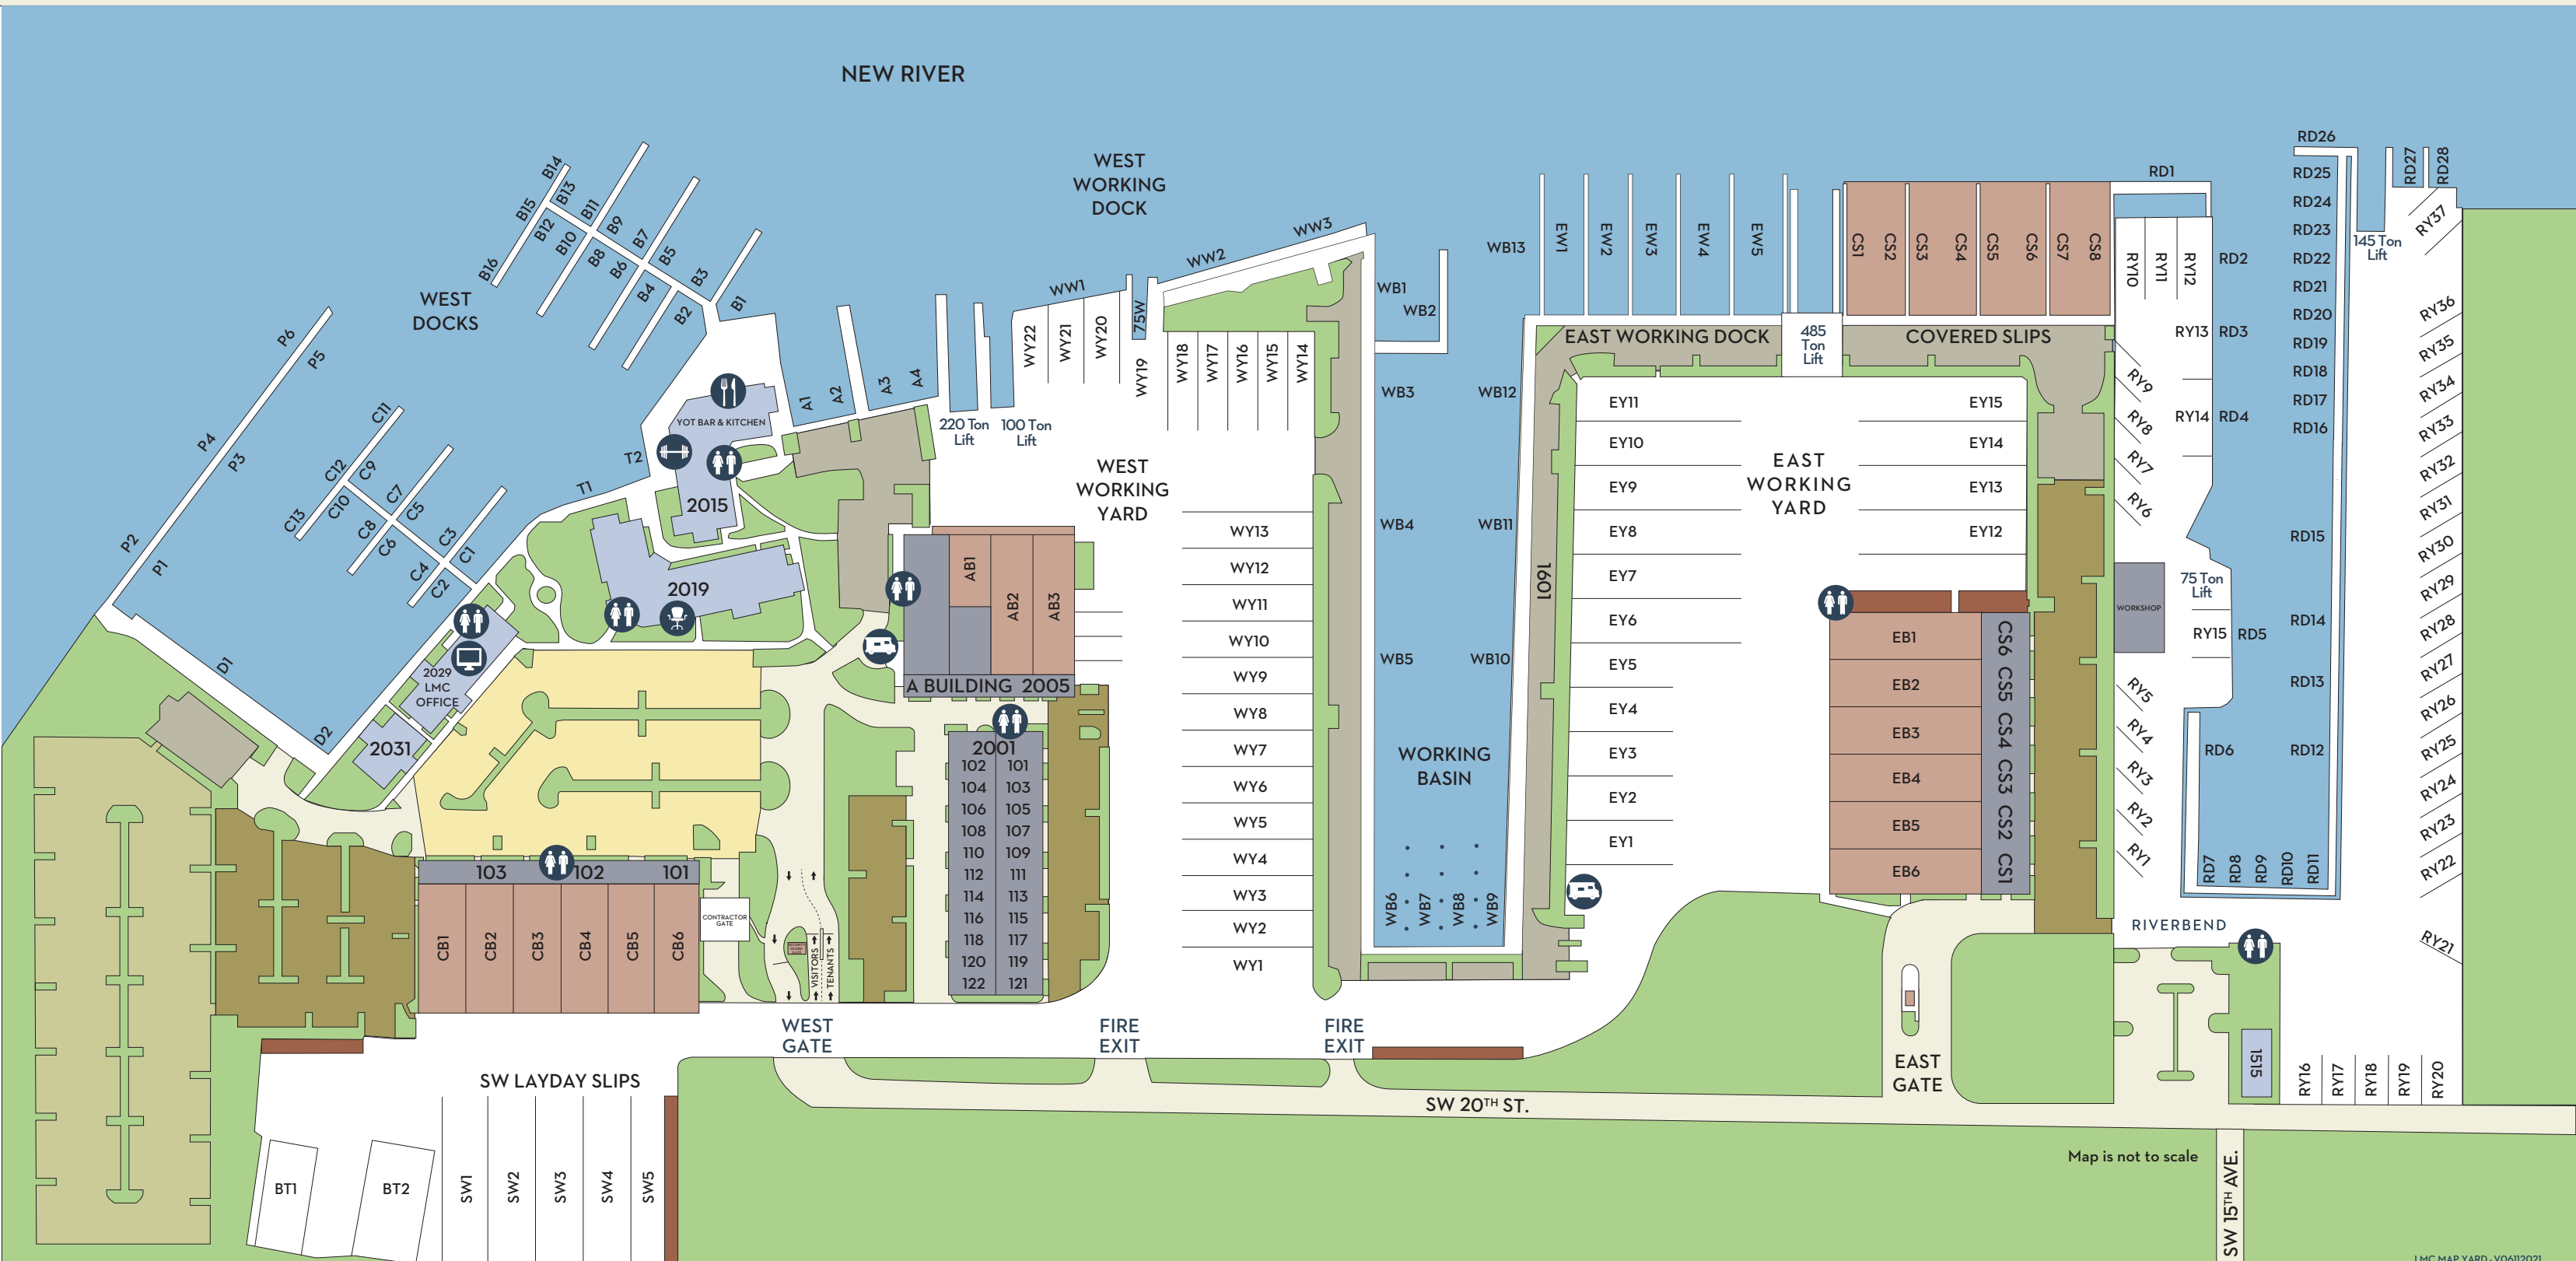 NEW RIVER
WEST
WORKING
DOCK
WEST
DOCKS
B14
B13
B15
B12
B16
B11
B10
B9
B8
B7
B6
B5
B4
B3
B2
B1
P6
P5
P4
P3
P2
P1
C11
C12
C9
C13
C10
C7
C8
C5
C6
C3
C4
C1
C2
D1
D2
T1
T2
A1
A2
A3
A4
YOT BAR & KITCHEN
2015
2019
2029
LMC
OFFICE
2031
220 Ton
Lift
100 Ton
Lift
WW1
WW2
WW3
75W
WY22
WY21
WY20
WY19
WY18
WY17
WY16
WY15
WY14
WEST
WORKING
YARD
WY13
WY12
WY11
WY10
WY9
WY8
WY7
WY6
WY5
WY4
WY3
WY2
WY1
AB1
AB2
AB3
A BUILDING 2005
2001
102 101
104 103
106 105
108 107
110 109
112 111
114 113
116 115
118 117
120 119
122 121
103
102
101
CB1
CB2
CB3
CB4
CB5
CB6
CONTRACTOR
GATE
VISITORS
TENANTS
WEST
GATE
FIRE
EXIT
FIRE
EXIT
SW LAYDAY SLIPS
BT1
BT2
SW1
SW2
SW3
SW4
SW5
WB1
WB2
WB3
WB4
WB5
WB13
WB12
WB11
WB10
WORKING
BASIN
WB6
WB7
WB8
WB9
1601
EW1
EW2
EW3
EW4
EW5
EAST WORKING DOCK
485
Ton
Lift
COVERED SLIPS
CS1
CS2
CS3
CS4
CS5
CS6
CS7
CS8
EY11
EY10
EY9
EY8
EY7
EY6
EY5
EY4
EY3
EY2
EY1
EAST
WORKING
YARD
EY15
EY14
EY13
EY12
EB1
EB2
EB3
EB4
EB5
EB6
CS6
CS5
CS4
CS3
CS2
CS1
RD1
RY10
RY11
RY12
RD2
RY13
RD3
RY14
RD4
RY9
RY8
RY7
RY6
WORKSHOP
75 Ton
Lift
RY15
RD5
RY5
RY4
RY3
RY2
RY1
RD6
RD7
RD8
RD9
RD10
RD11
RD12
RD13
RD14
RD15
RD16
RD17
RD18
RD19
RD20
RD21
RD22
RD23
RD24
RD25
RD26
RD27
RD28
145 Ton
Lift
RY37
RY36
RY35
RY34
RY33
RY32
RY31
RY30
RY29
RY28
RY27
RY26
RY25
RY24
RY23
RY22
RY21
RIVERBEND
1515
RY16
RY17
RY18
RY19
RY20
EAST
GATE
SW 20TH ST.
SW 15TH AVE.
Map is not to scale
LMC MAP YARD - V06112021